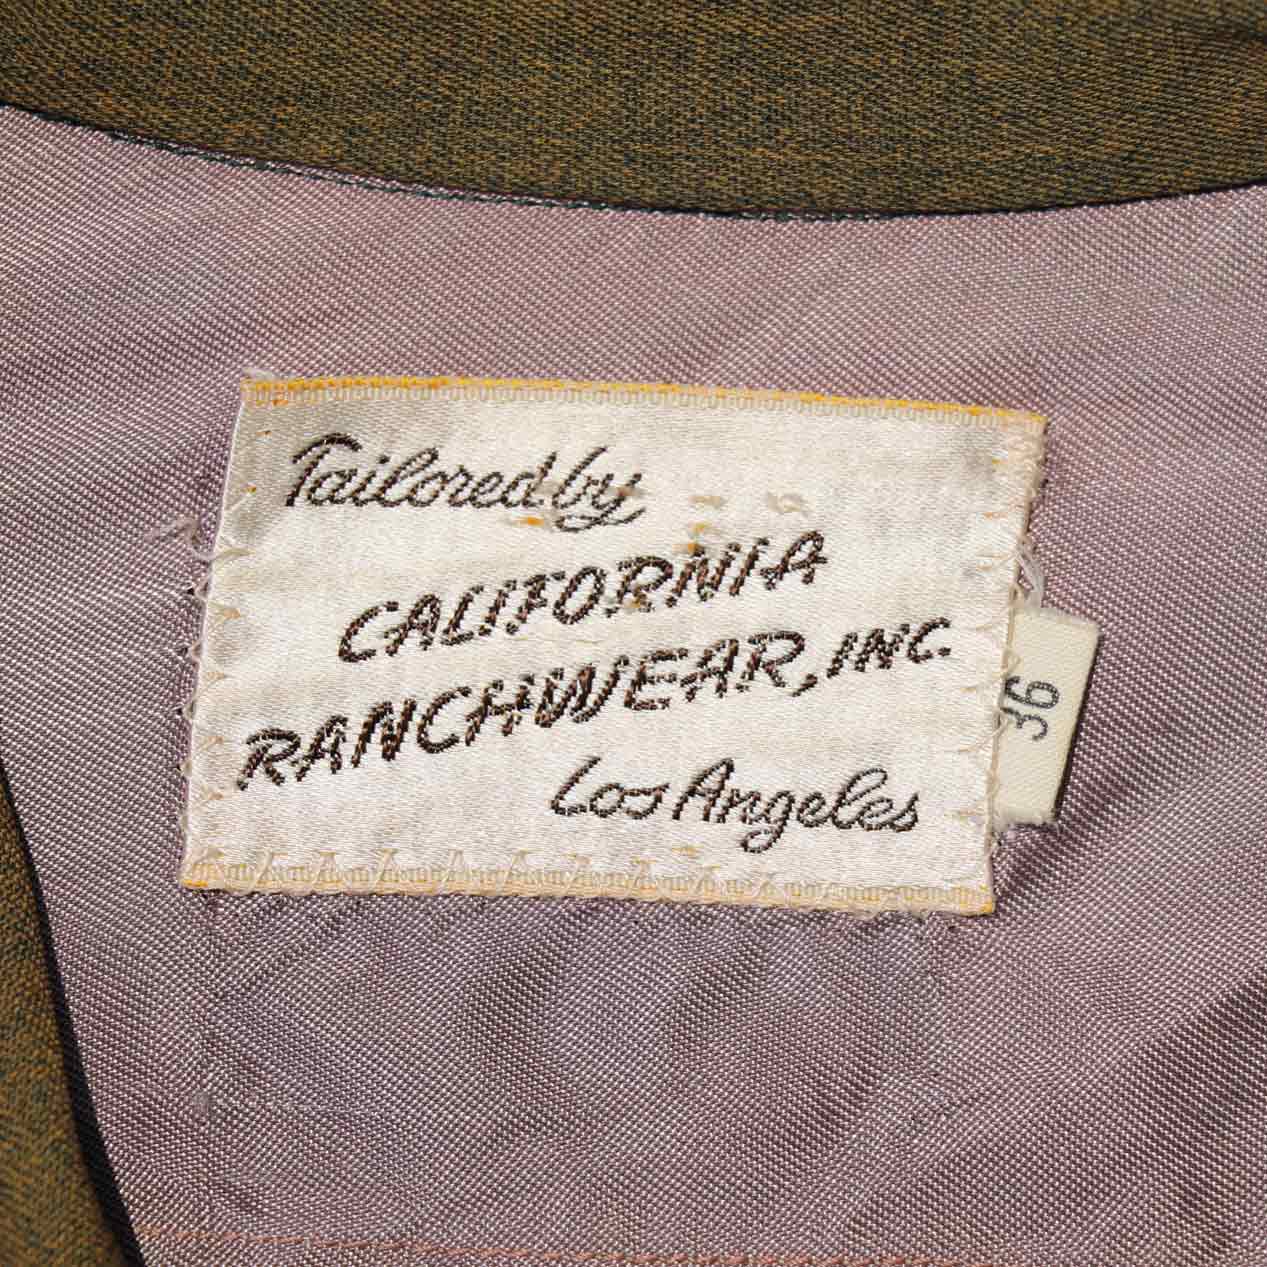 Tailored by
CALIFORNIA
RANCHWEAR, INC.
Los Angeles
36